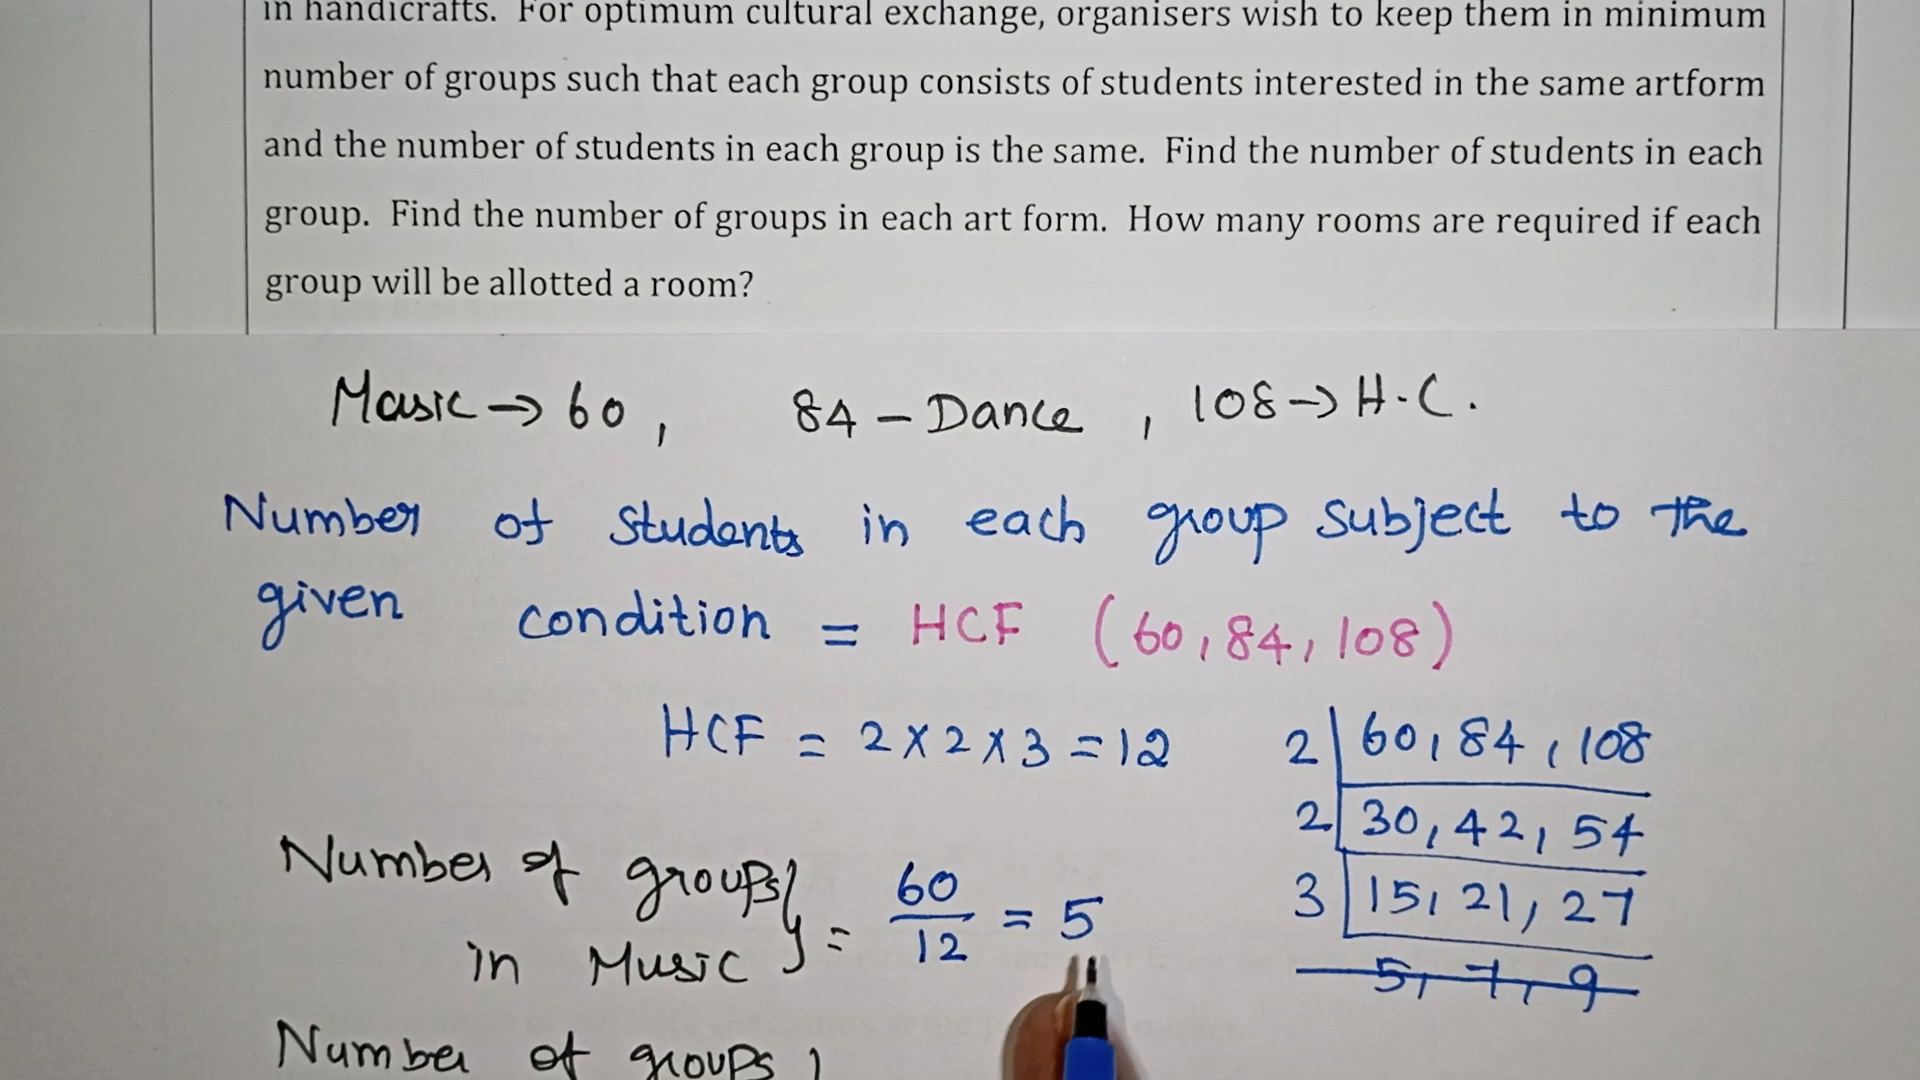 in handicrafts. For optimum cultural exchange, organisers wish to keep them in minimum
number of groups such that each group consists of students interested in the same artform
and the number of students in each group is the same. Find the number of students in each
group. Find the number of groups in each art form. How many rooms are required if each
group will be allotted a room?
Music → 60 , 84 – Dance , 108 → H.C.
Number of students in each group subject to the
given condition = HCF (60, 84, 108)
HCF = 2 × 2 × 3 = 12
2 | 60, 84, 108
2 | 30, 42, 54
3 | 15, 21, 27
5, 7, 9
Number of groups
in Music } = 60/12 = 5
Number of groups